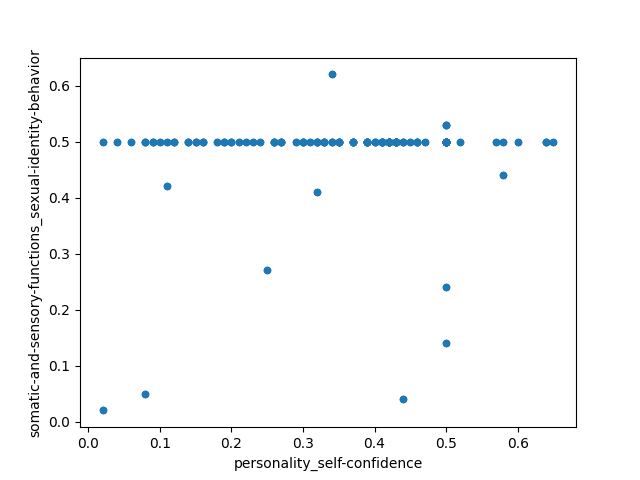 somatic-and-sensory-functions_sexual-identity-behavior
0.6
0.5
0.4
0.3
0.2
0.1
0.0
0.0 0.1 0.2 0.3 0.4 0.5 0.6
personality_self-confidence